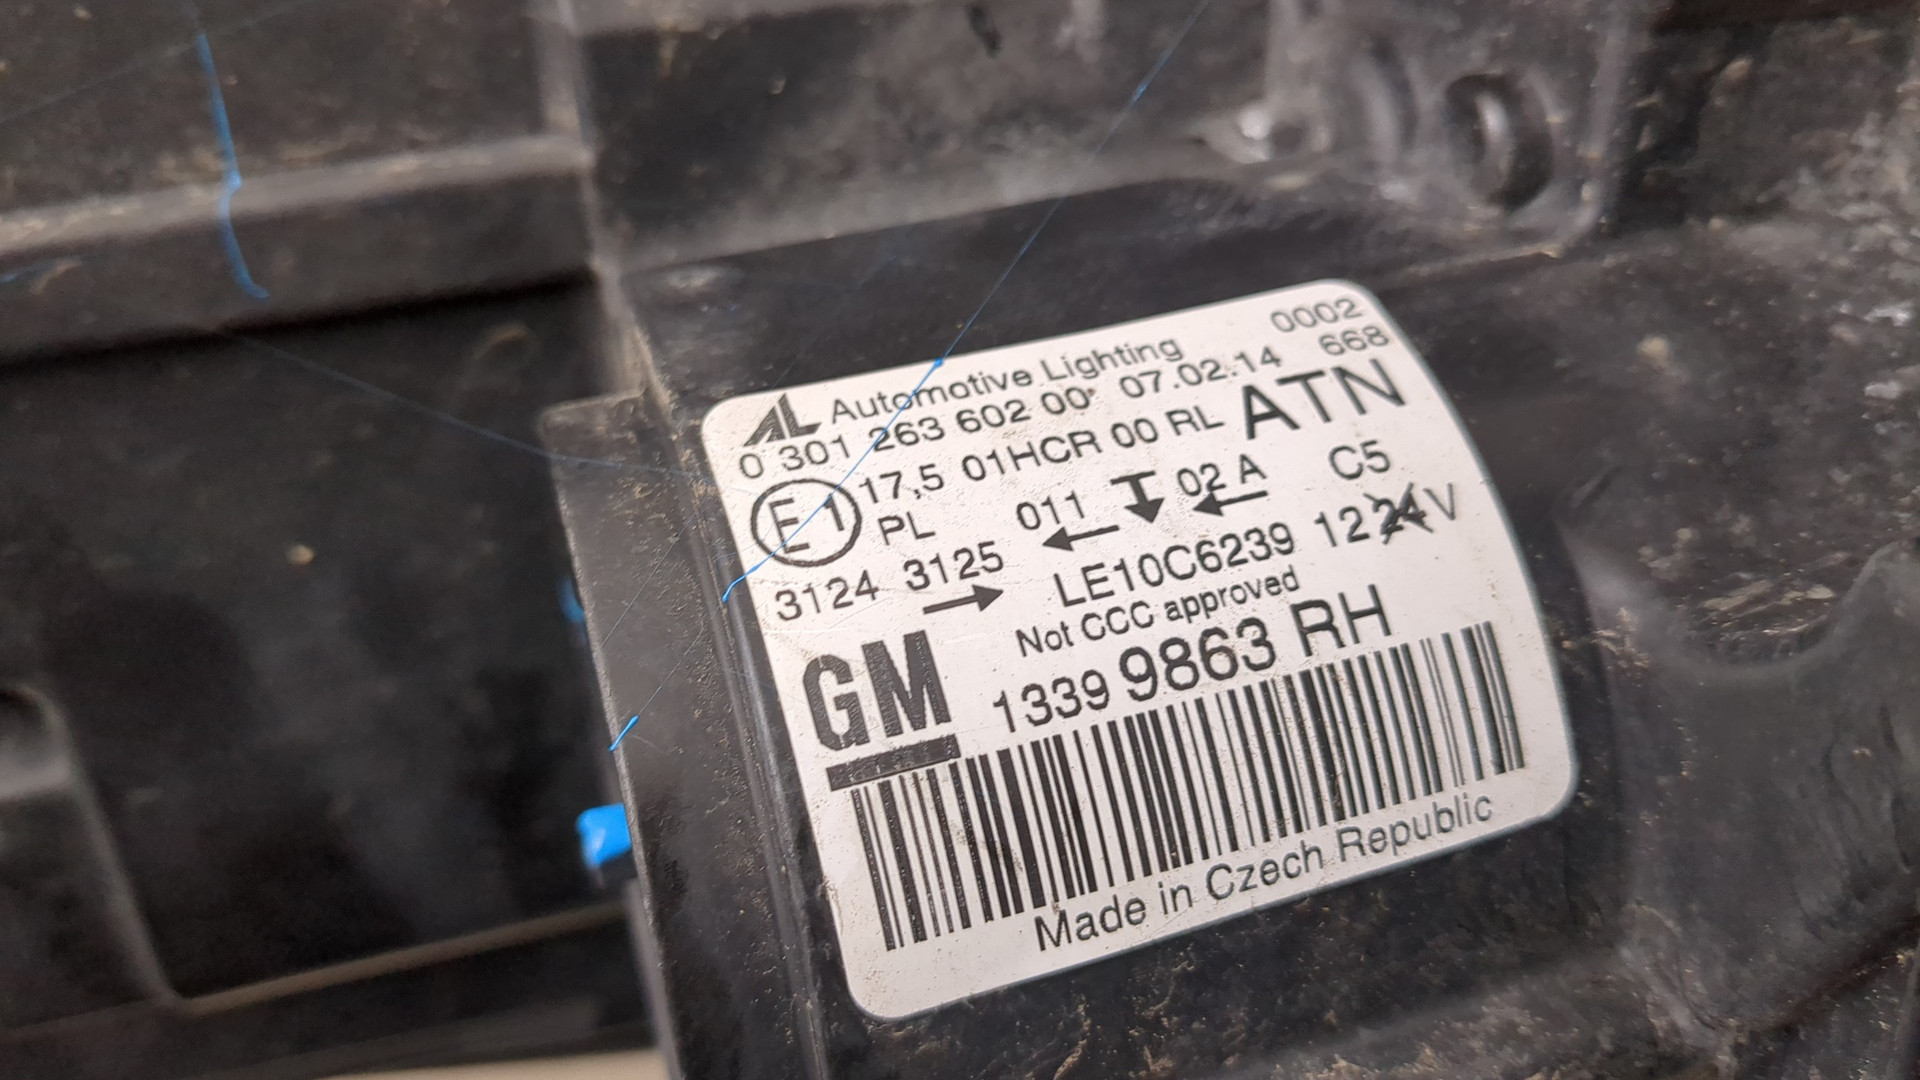 0002
AL Automotive Lighting
0 301 263 602 00 07.02.14 668
17,5 01HCR 00 RL ATN
E1 PL 011 02 A C5
3124 3125 LE10C6239 12 24 V
Not CCC approved
GM 1339 9863 RH
Made in Czech Republic